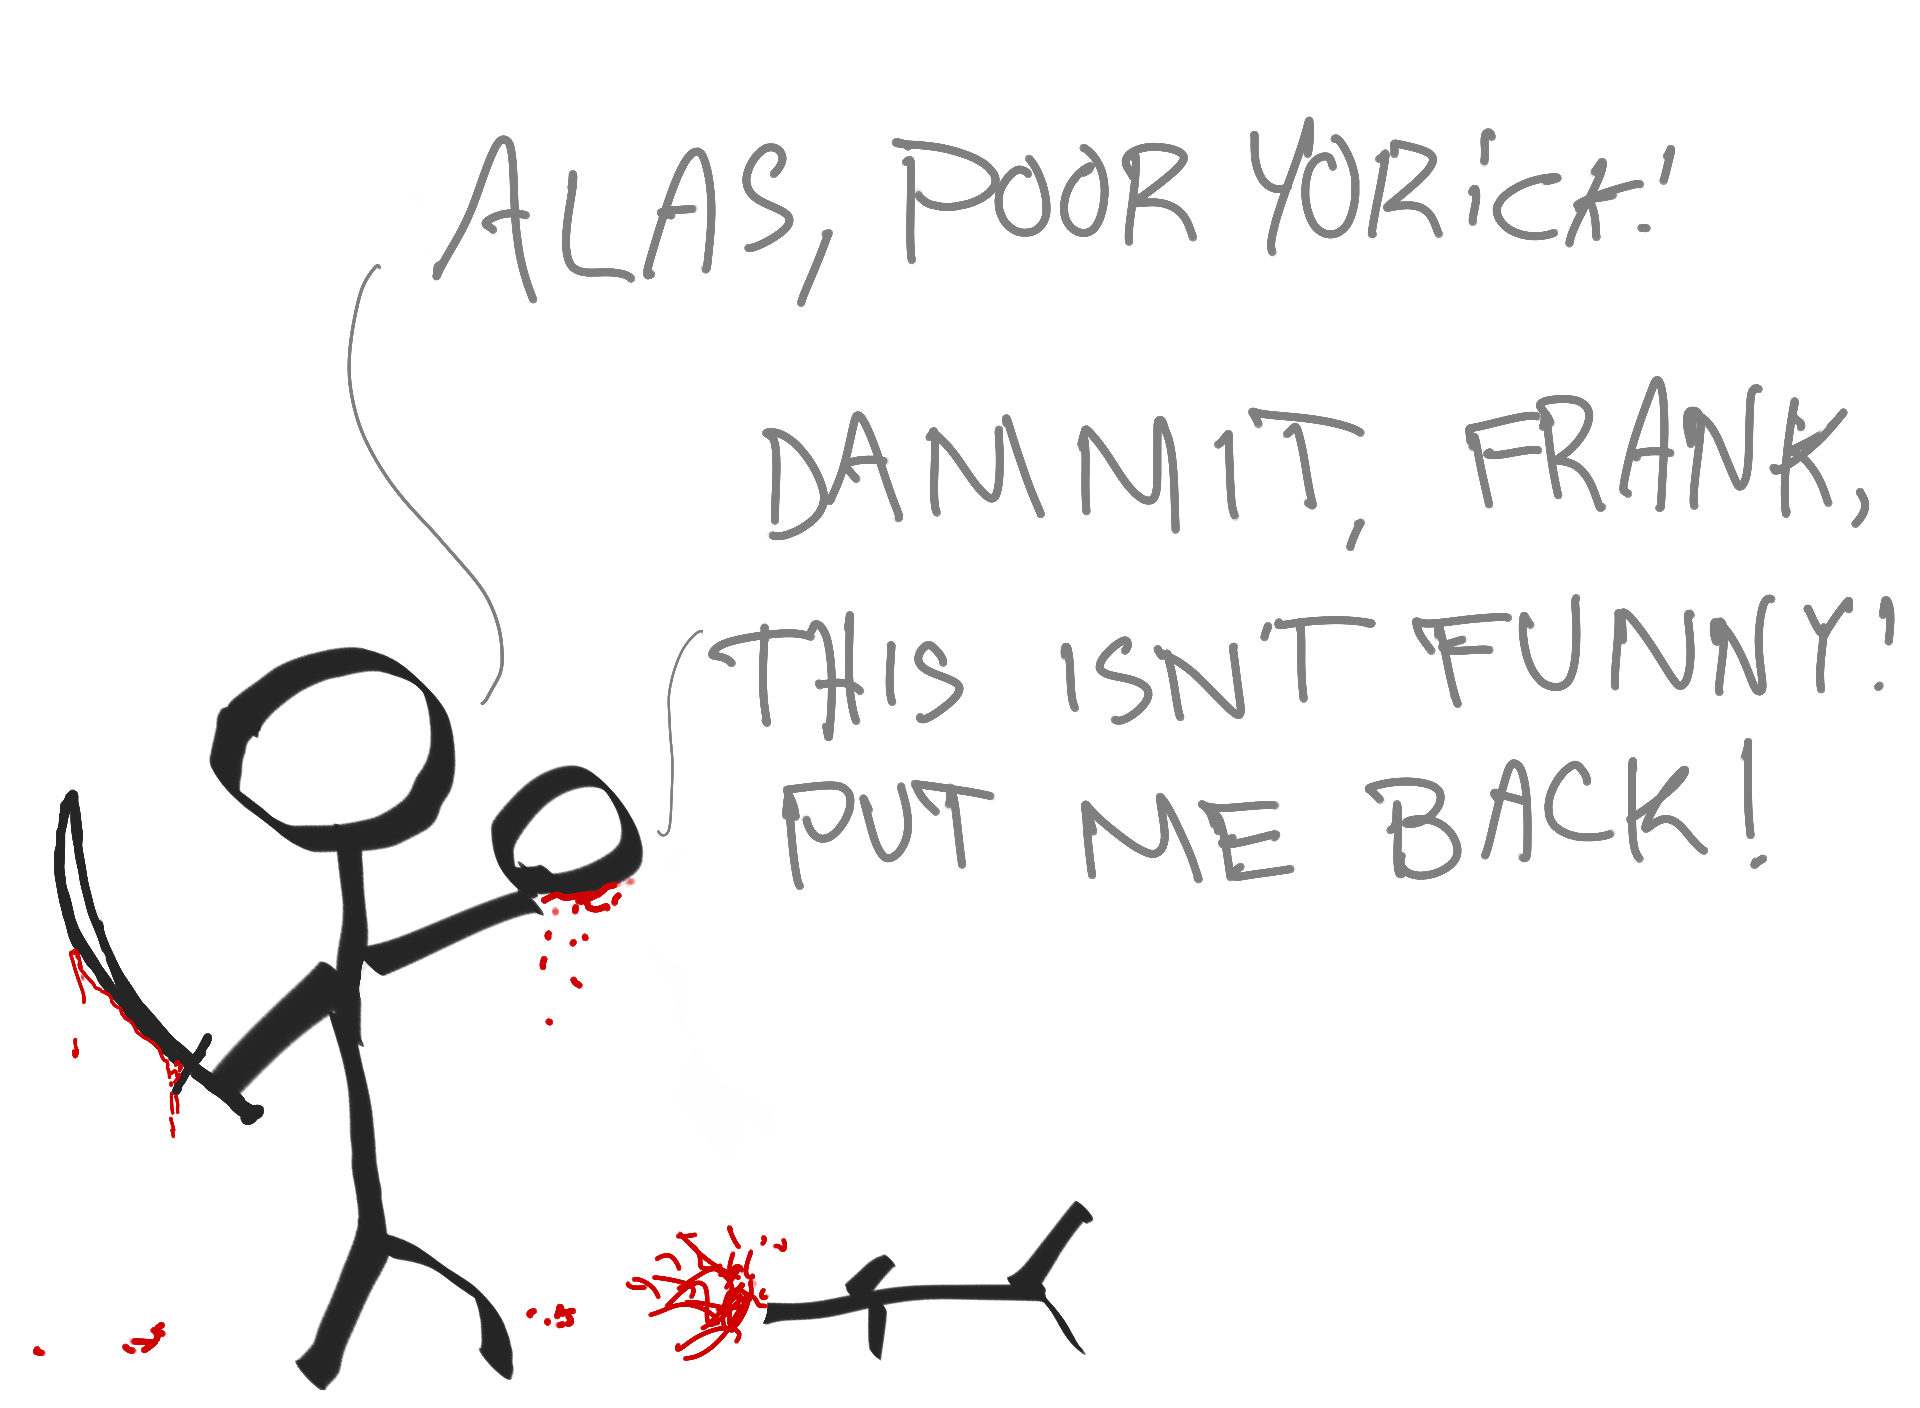 ALAS, POOR YORiCK!
DAMMIT, FRANK,
THIS ISN'T FUNNY!
PUT ME BACK!